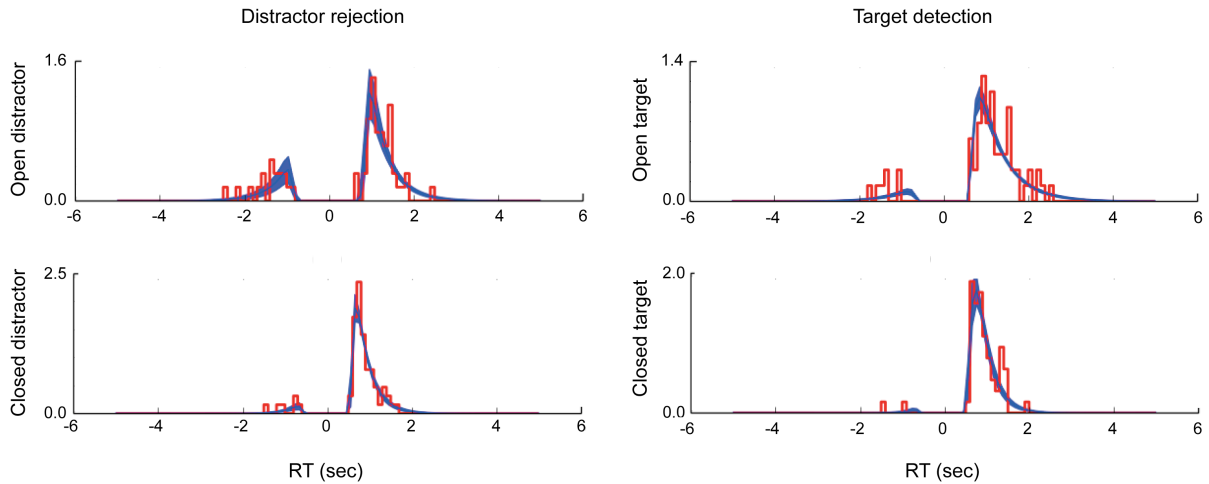 Distractor rejection
Target detection
Open distractor
1.6
0.0
-6 -4 -2 0 2 4 6
Open target
1.4
0.0
-6 -4 -2 0 2 4 6
Closed distractor
2.5
0.0
-6 -4 -2 0 2 4 6
RT (sec)
Closed target
2.0
0.0
-6 -4 -2 0 2 4 6
RT (sec)